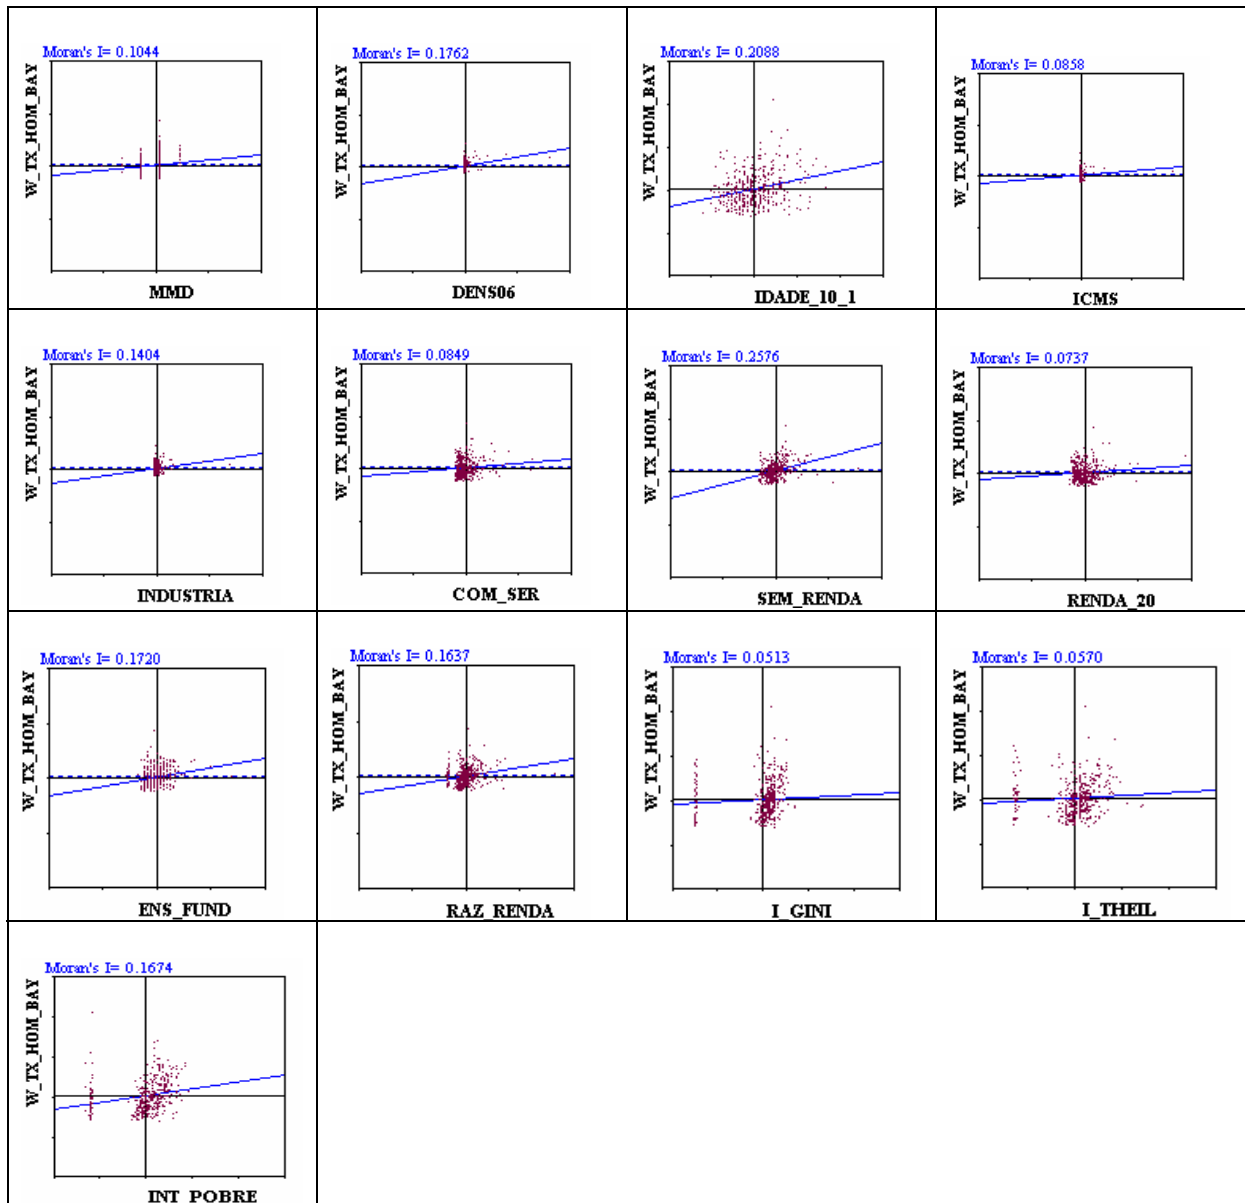 Moran's I= 0.1044
W_TX_HOM_BAY
MMD
Moran's I= 0.1762
W_TX_HOM_BAY
DENS06
Moran's I= 0.2088
W_TX_HOM_BAY
IDADE_10_1
Moran's I= 0.0858
W_TX_HOM_BAY
ICMS
Moran's I= 0.1404
W_TX_HOM_BAY
INDUSTRIA
Moran's I= 0.0849
W_TX_HOM_BAY
COM_SER
Moran's I= 0.2576
W_TX_HOM_BAY
SEM_RENDA
Moran's I= 0.0737
W_TX_HOM_BAY
RENDA_20
Moran's I= 0.1720
W_TX_HOM_BAY
ENS_FUND
Moran's I= 0.1637
W_TX_HOM_BAY
RAZ_RENDA
Moran's I= 0.0513
W_TX_HOM_BAY
I_GINI
Moran's I= 0.0570
W_TX_HOM_BAY
I_THEIL
Moran's I= 0.1674
W_TX_HOM_BAY
INT_POBRE